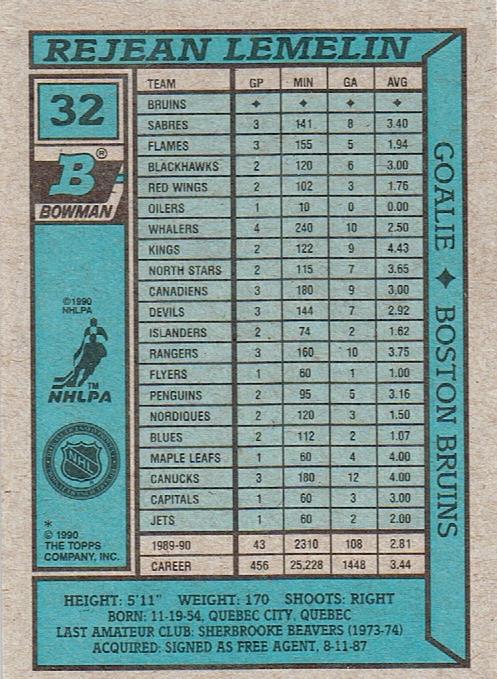 REJEAN LEMELIN
32
B®
BOWMAN
©1990
NHLPA
TM
NHLPA
NHL
*
© 1990
THE TOPPS
COMPANY, INC.
TEAM GP MIN GA AVG
BRUINS ✦ ✦ ✦ ✦
SABRES 3 141 8 3.40
FLAMES 3 155 5 1.94
BLACKHAWKS 2 120 6 3.00
RED WINGS 2 102 3 1.76
OILERS 1 10 0 0.00
WHALERS 4 240 10 2.50
KINGS 2 122 9 4.43
NORTH STARS 2 115 7 3.65
CANADIENS 3 180 9 3.00
DEVILS 3 144 7 2.92
ISLANDERS 2 74 2 1.62
RANGERS 3 160 10 3.75
FLYERS 1 60 1 1.00
PENGUINS 2 95 5 3.16
NORDIQUES 2 120 3 1.50
BLUES 2 112 2 1.07
MAPLE LEAFS 1 60 4 4.00
CANUCKS 3 180 12 4.00
CAPITALS 1 60 3 3.00
JETS 1 60 2 2.00
1989-90 43 2310 108 2.81
CAREER 456 25,228 1448 3.44
GOALIE ✦ BOSTON BRUINS
HEIGHT: 5'11" WEIGHT: 170 SHOOTS: RIGHT
BORN: 11-19-54, QUEBEC CITY, QUEBEC
LAST AMATEUR CLUB: SHERBROOKE BEAVERS (1973-74)
ACQUIRED: SIGNED AS FREE AGENT, 8-11-87